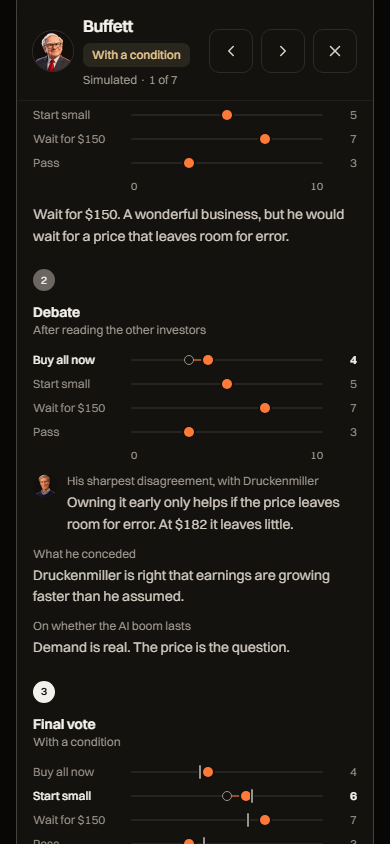 Buffett
With a condition
Simulated · 1 of 7
Start small 5
Wait for $150 7
Pass 3
0 10
Wait for $150. A wonderful business, but he would
wait for a price that leaves room for error.
2
Debate
After reading the other investors
Buy all now 4
Start small 5
Wait for $150 7
Pass 3
0 10
His sharpest disagreement, with Druckenmiller
Owning it early only helps if the price leaves
room for error. At $182 it leaves little.
What he conceded
Druckenmiller is right that earnings are growing
faster than he assumed.
On whether the AI boom lasts
Demand is real. The price is the question.
3
Final vote
With a condition
Buy all now 4
Start small 6
Wait for $150 7
Pass 3